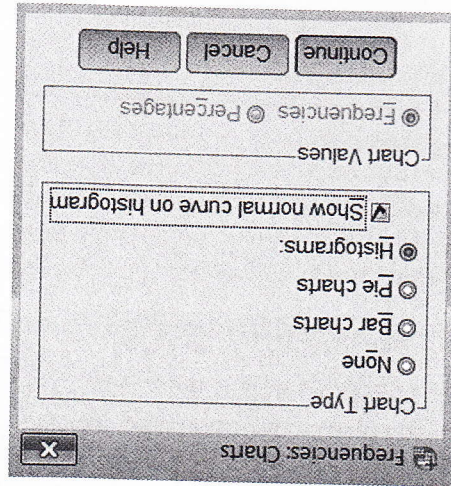 Frequencies: Charts
Chart Type
None
Bar charts
Pie charts
Histograms:
Show normal curve on histogram
Chart Values
Frequencies Percentages
Continue Cancel Help